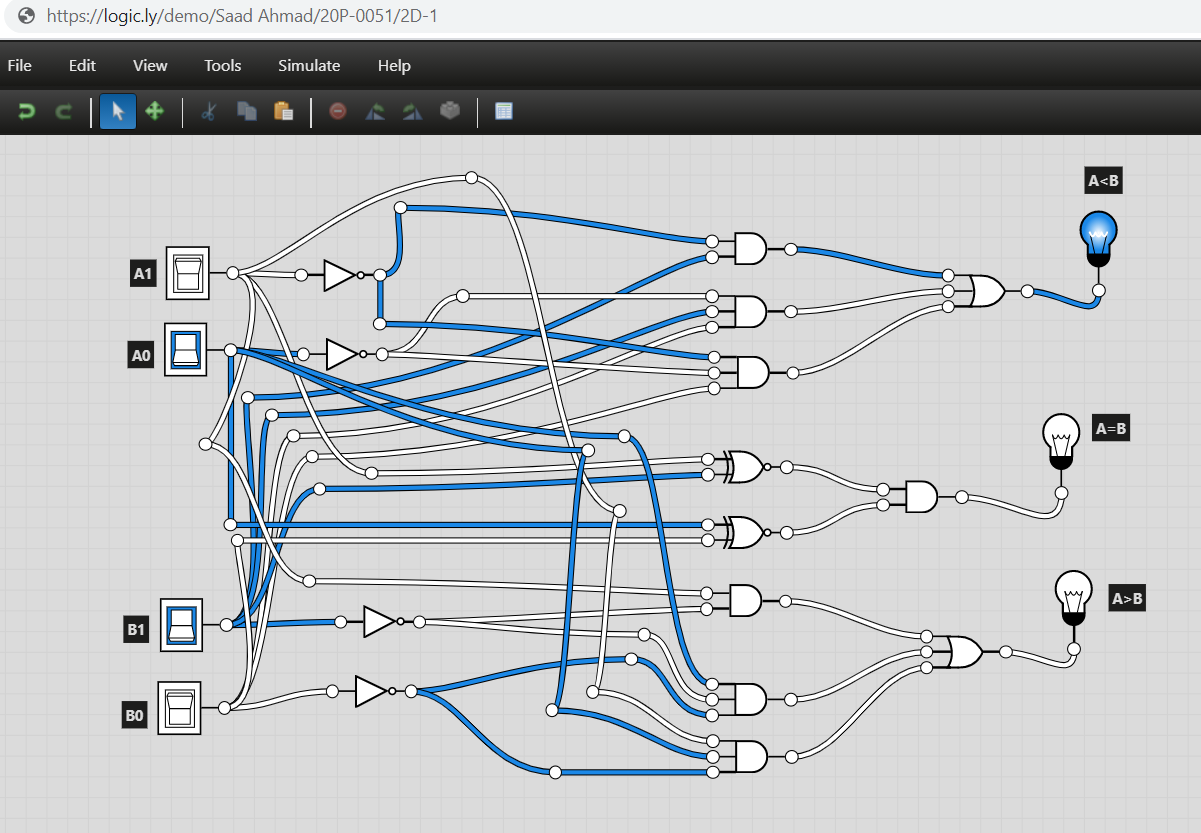 https://logic.ly/demo/Saad Ahmad/20P-0051/2D-1
File Edit View Tools Simulate Help
A<B
A1
A0
A=B
A>B
B1
B0